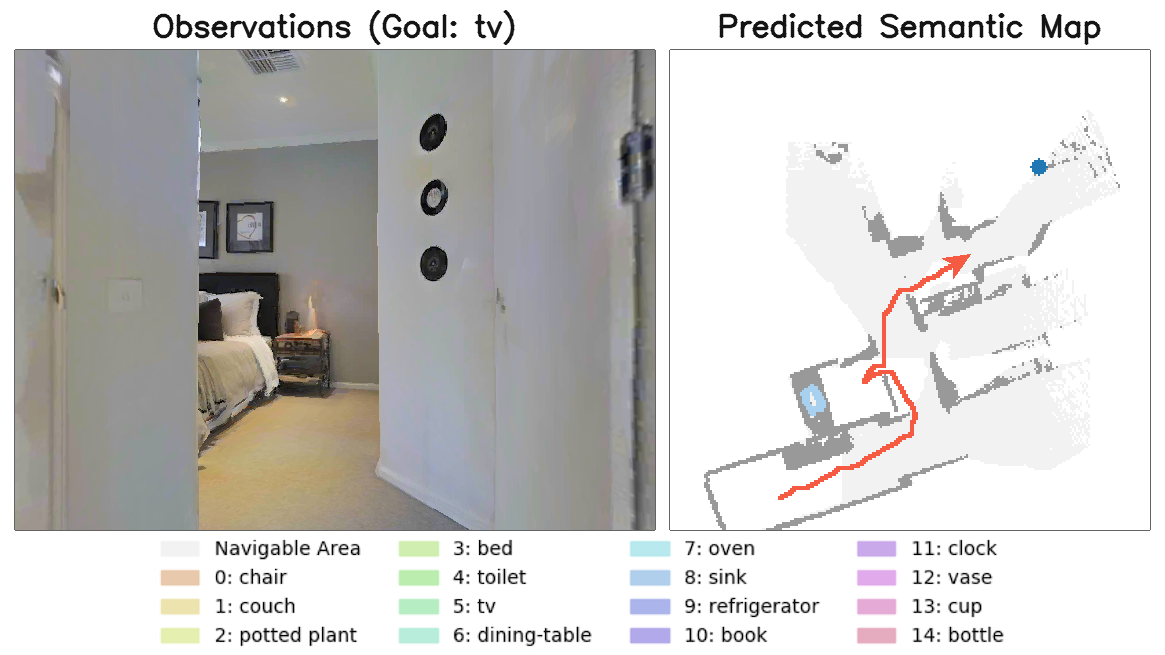 Observations (Goal: tv)
Predicted Semantic Map
Navigable Area
0: chair
1: couch
2: potted plant
3: bed
4: toilet
5: tv
6: dining-table
7: oven
8: sink
9: refrigerator
10: book
11: clock
12: vase
13: cup
14: bottle